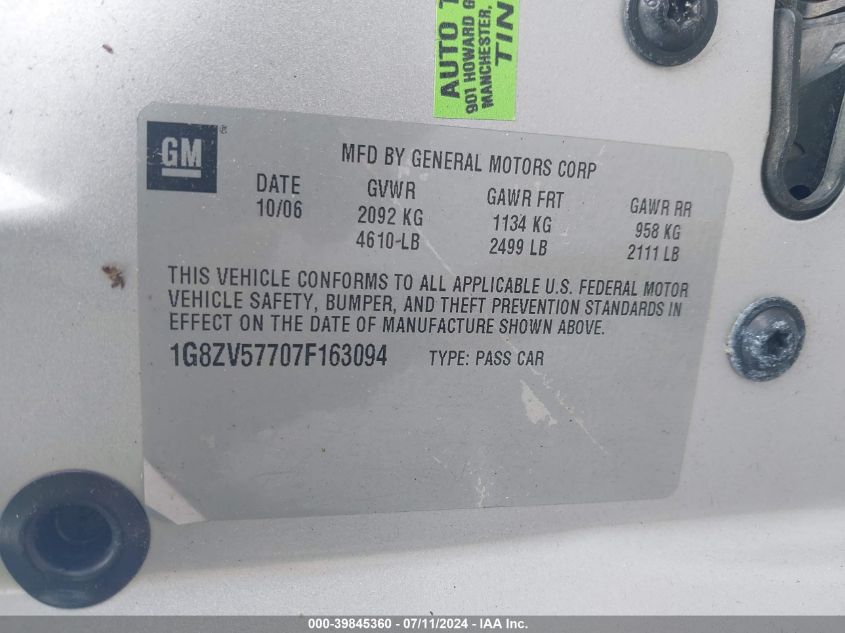 AUTO T
901 HOWARD
MANCHESTER,
TIN
GM
MFD BY GENERAL MOTORS CORP
DATE GVWR GAWR FRT GAWR RR
10/06 2092 KG 1134 KG 958 KG
4610-LB 2499 LB 2111 LB
THIS VEHICLE CONFORMS TO ALL APPLICABLE U.S. FEDERAL MOTOR
VEHICLE SAFETY, BUMPER, AND THEFT PREVENTION STANDARDS IN
EFFECT ON THE DATE OF MANUFACTURE SHOWN ABOVE.
1G8ZV57707F163094 TYPE: PASS CAR
000-39845360 - 07/11/2024 - IAA Inc.